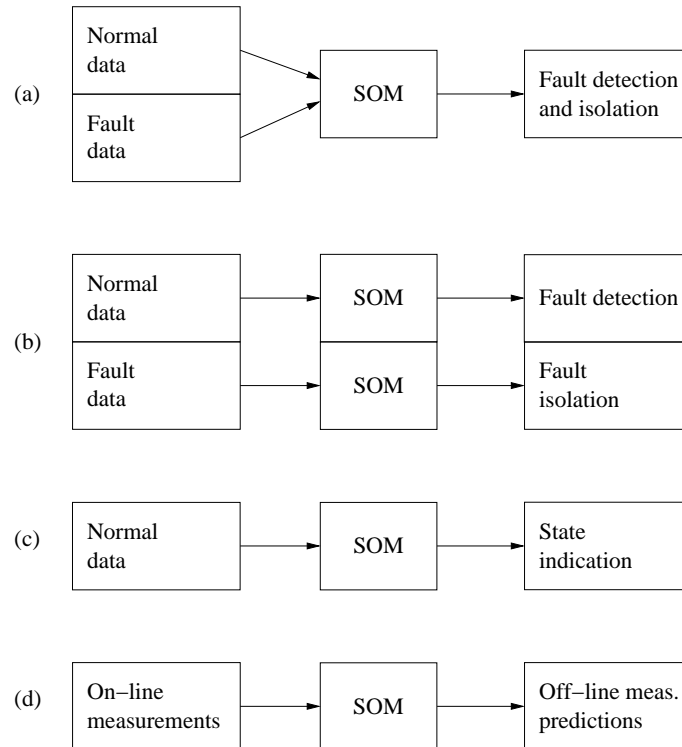 (a)
Normal
data
Fault
data
SOM
Fault detection
and isolation
(b)
Normal
data
SOM
Fault detection
Fault
data
SOM
Fault
isolation
(c)
Normal
data
SOM
State
indication
(d)
On−line
measurements
SOM
Off−line meas.
predictions